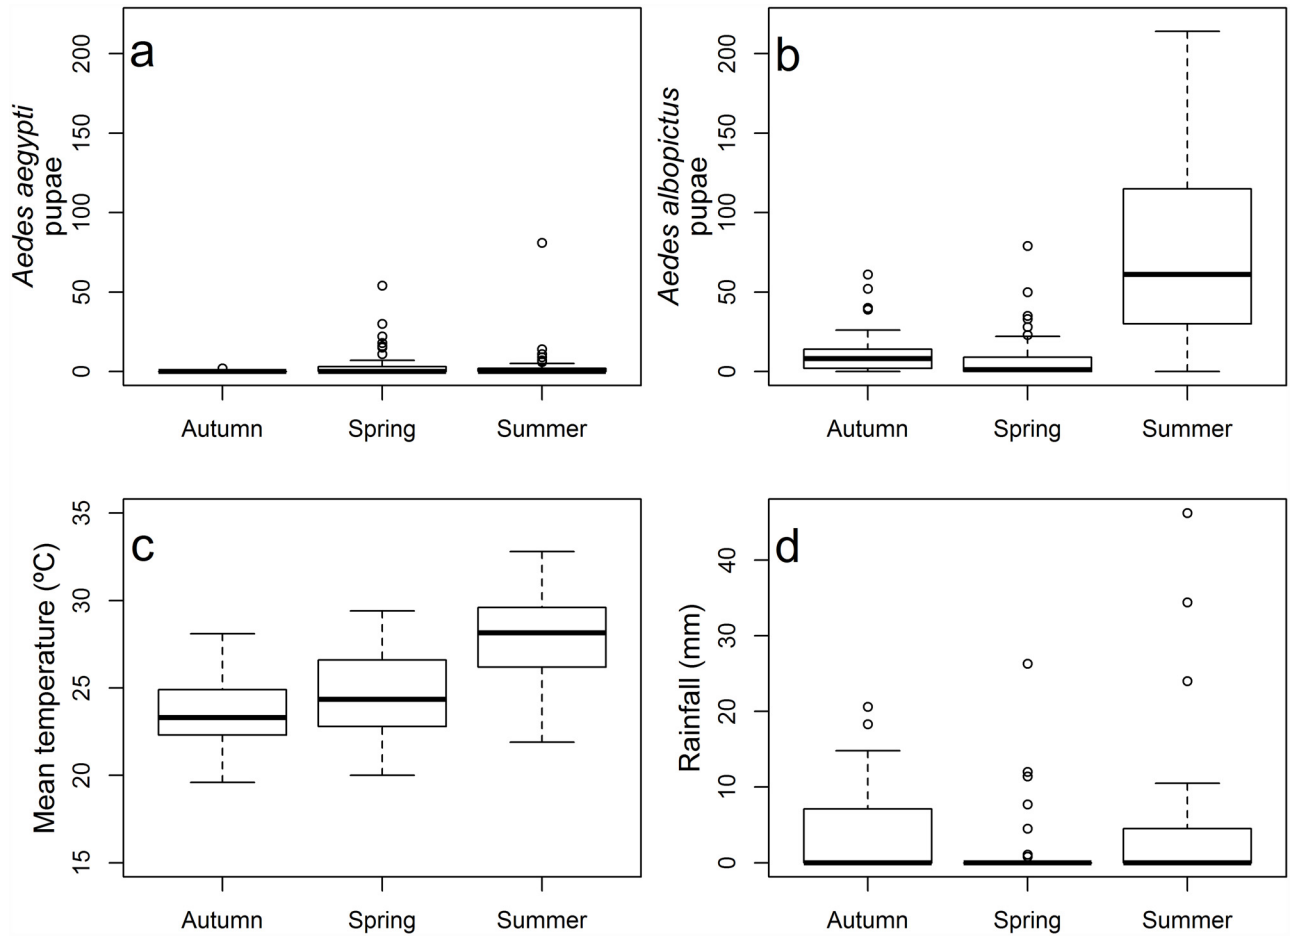 a
Aedes aegypti
pupae
200
150
100
50
0
Autumn Spring Summer
b
Aedes albopictus
pupae
200
150
100
50
0
Autumn Spring Summer
c
Mean temperature (ºC)
35
30
25
20
15
Autumn Spring Summer
d
Rainfall (mm)
40
30
20
10
0
Autumn Spring Summer